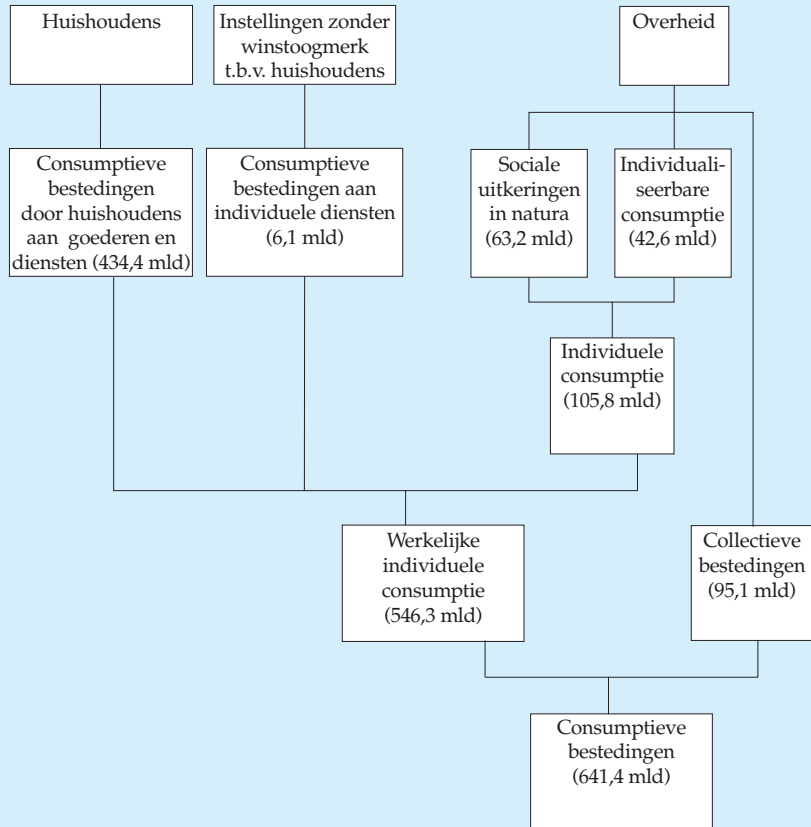 Huishoudens
Instellingen zonder
winstoogmerk
t.b.v. huishoudens
Overheid
Consumptieve
bestedingen
door huishoudens
aan goederen en
diensten (434,4 mld)
Consumptieve
bestedingen aan
individuele diensten
(6,1 mld)
Sociale
uitkeringen
in natura
(63,2 mld)
Individuali-
seerbare
consumptie
(42,6 mld)
Individuele
consumptie
(105,8 mld)
Werkelijke
individuele
consumptie
(546,3 mld)
Collectieve
bestedingen
(95,1 mld)
Consumptieve
bestedingen
(641,4 mld)